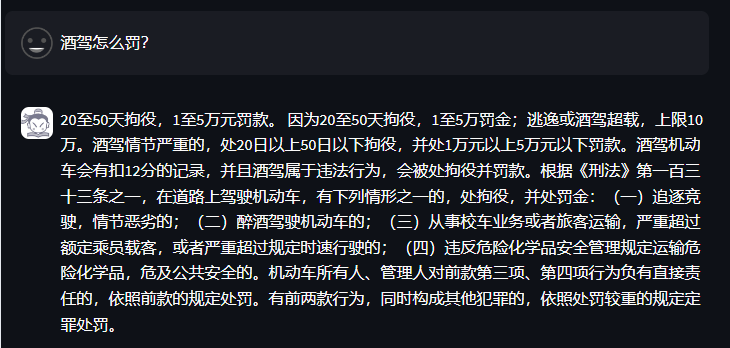 酒驾怎么罚？
20至50天拘役，1至5万元罚款。 因为20至50天拘役，1至5万罚金；逃逸或酒驾超载，上限10
万。酒驾情节严重的，处20日以上50日以下拘役，并处1万元以上5万元以下罚款。酒驾机动
车会有扣12分的记录，并且酒驾属于违法行为，会被处拘役并罚款。根据《刑法》第一百三
十三条之一，在道路上驾驶机动车，有下列情形之一的，处拘役，并处罚金：（一）追逐竞
驶，情节恶劣的；（二）醉酒驾驶机动车的；（三）从事校车业务或者旅客运输，严重超过
额定乘员载客，或者严重超过规定时速行驶的；（四）违反危险化学品安全管理规定运输危
险化学品，危及公共安全的。机动车所有人、管理人对前款第三项、第四项行为负有直接责
任的，依照前款的规定处罚。有前两款行为，同时构成其他犯罪的，依照处罚较重的规定定
罪处罚。